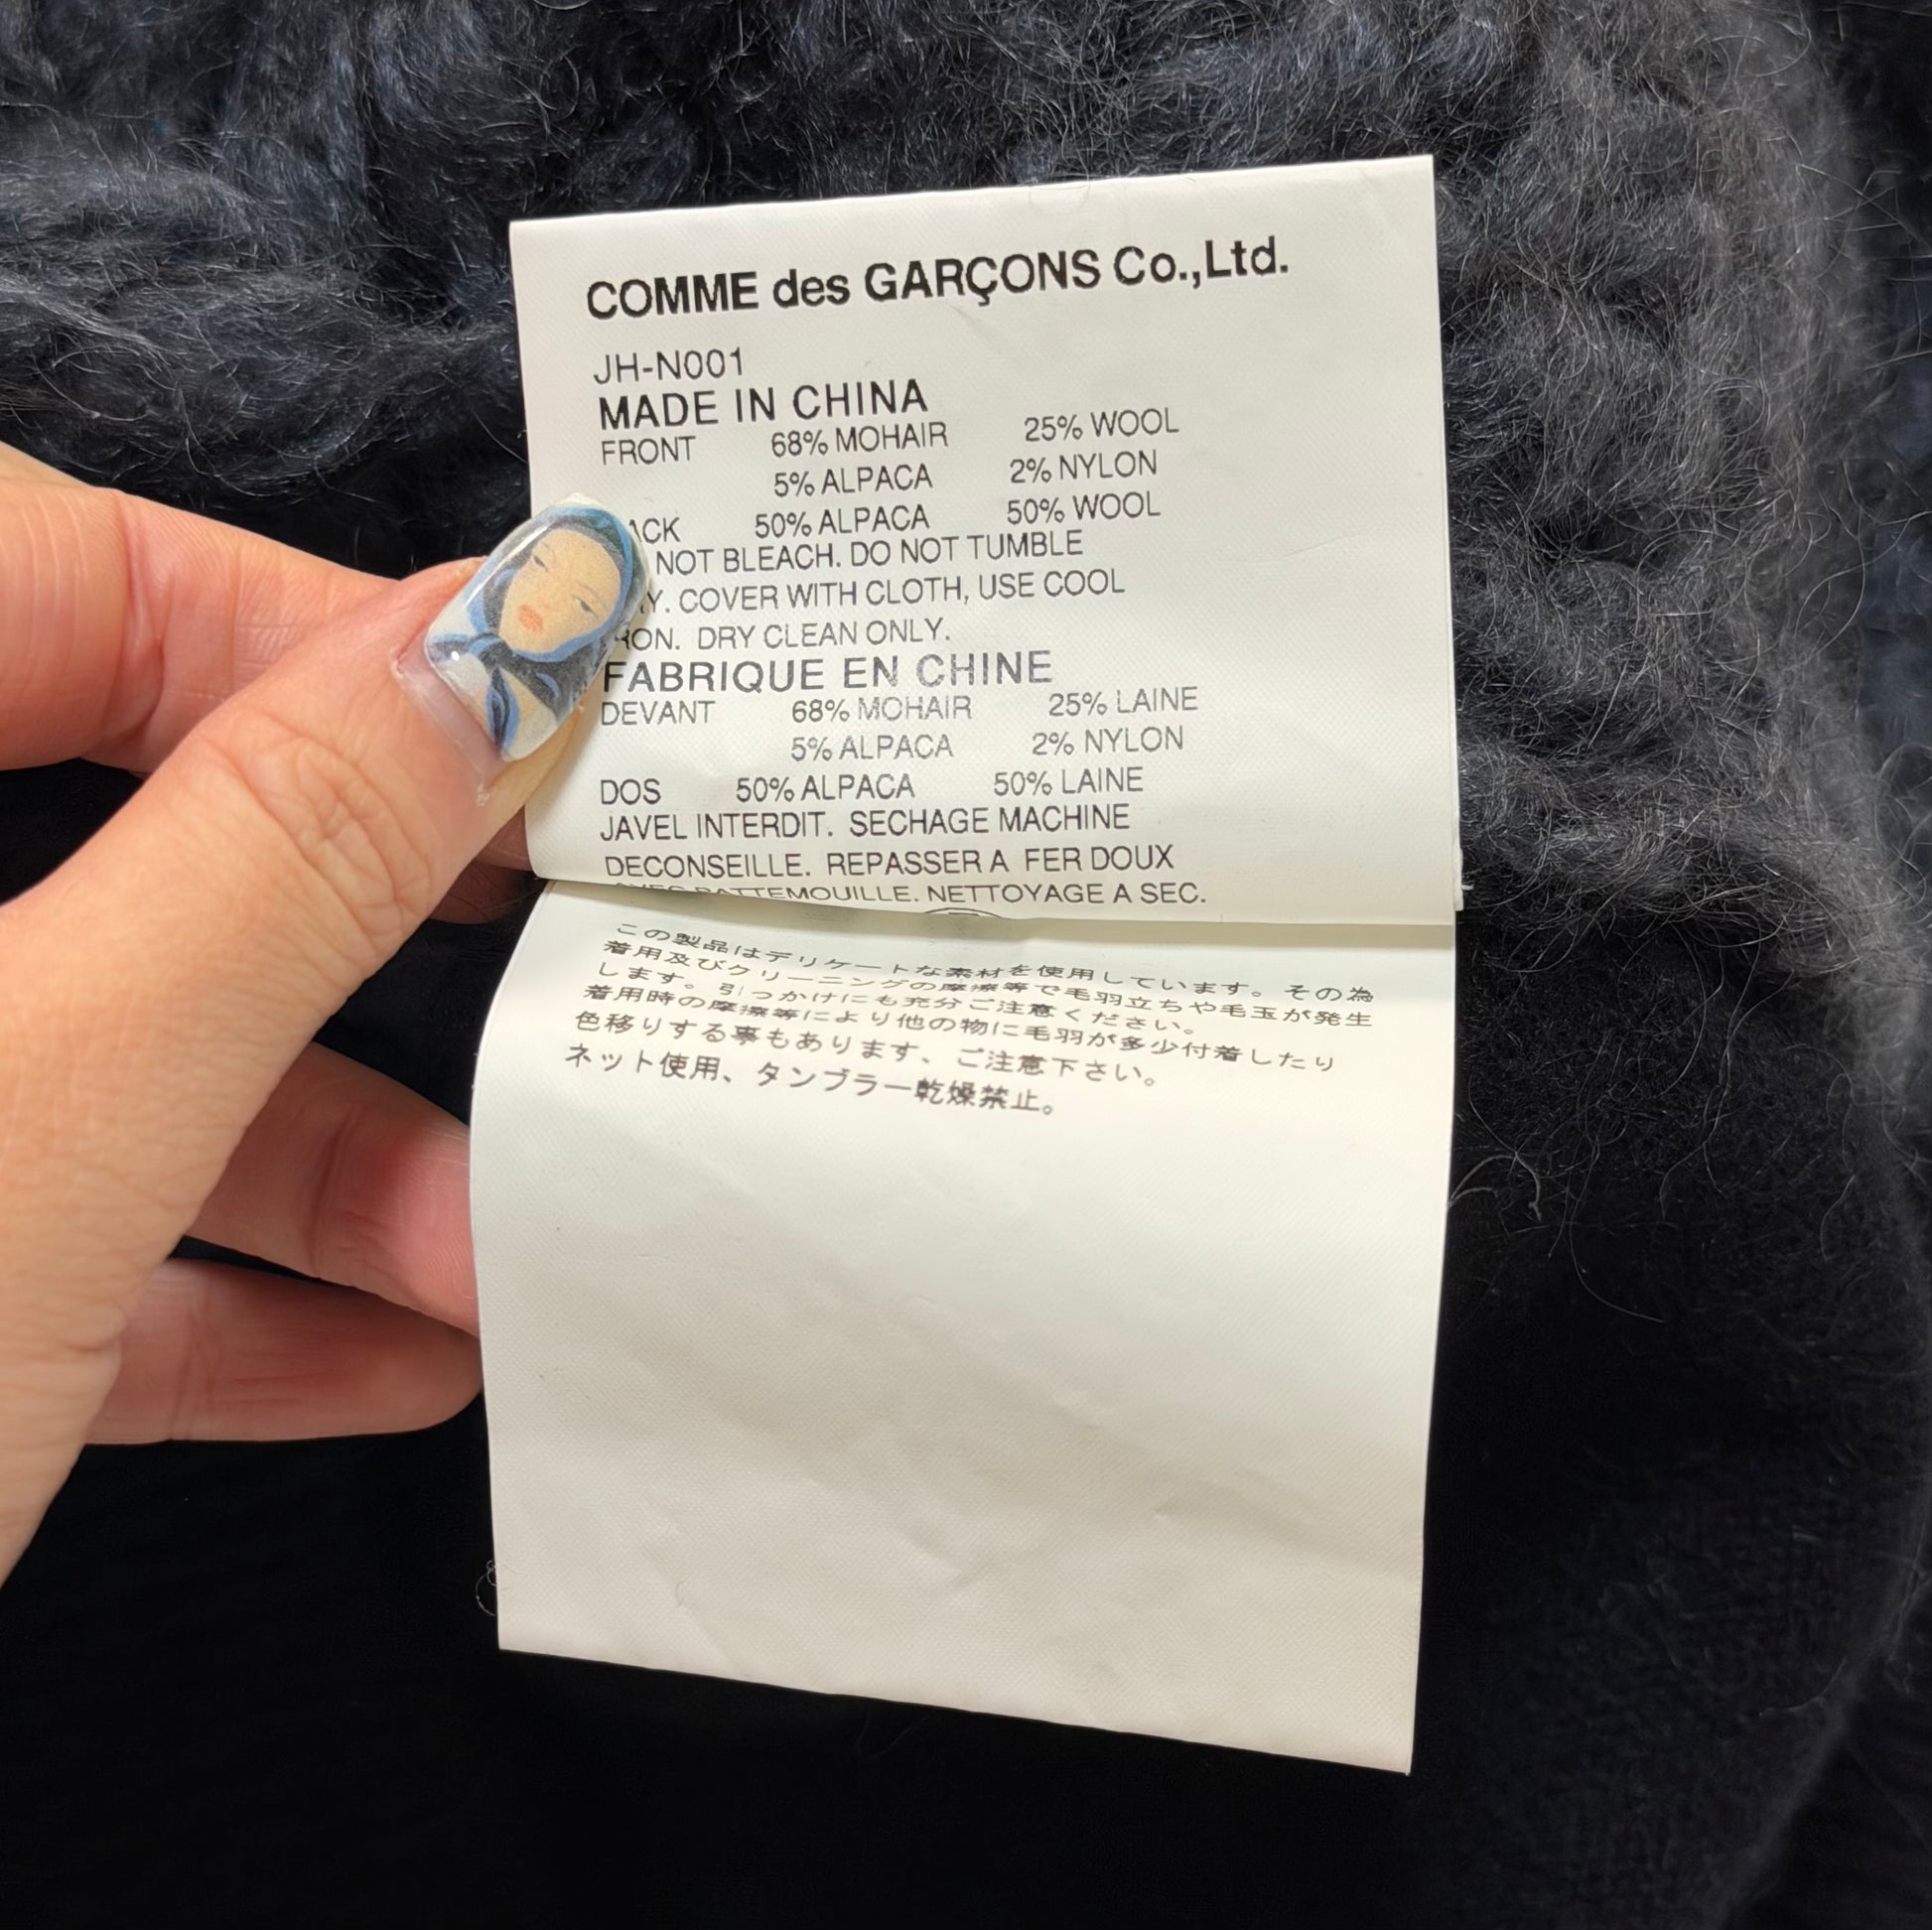 COMME des GARÇONS Co.,Ltd.
JH-N001
MADE IN CHINA
FRONT 68% MOHAIR 25% WOOL
5% ALPACA 2% NYLON
ACK 50% ALPACA 50% WOOL
NOT BLEACH. DO NOT TUMBLE
Y. COVER WITH CLOTH, USE COOL
RON. DRY CLEAN ONLY.
FABRIQUE EN CHINE
DEVANT 68% MOHAIR 25% LAINE
5% ALPACA 2% NYLON
DOS 50% ALPACA 50% LAINE
JAVEL INTERDIT. SECHAGE MACHINE
DECONSEILLE. REPASSER A FER DOUX
AVEC PATTEMOUILLE. NETTOYAGE A SEC.
この製品はデリケートな素材を使用しています。その為
着用及びクリーニングの摩擦等で毛羽立ちや毛玉が発生
します。引っかけにも充分ご注意ください。
着用時の摩擦等により他の物に毛羽が多少付着したり
色移りする事もあります、ご注意下さい。
ネット使用、タンブラー乾燥禁止。